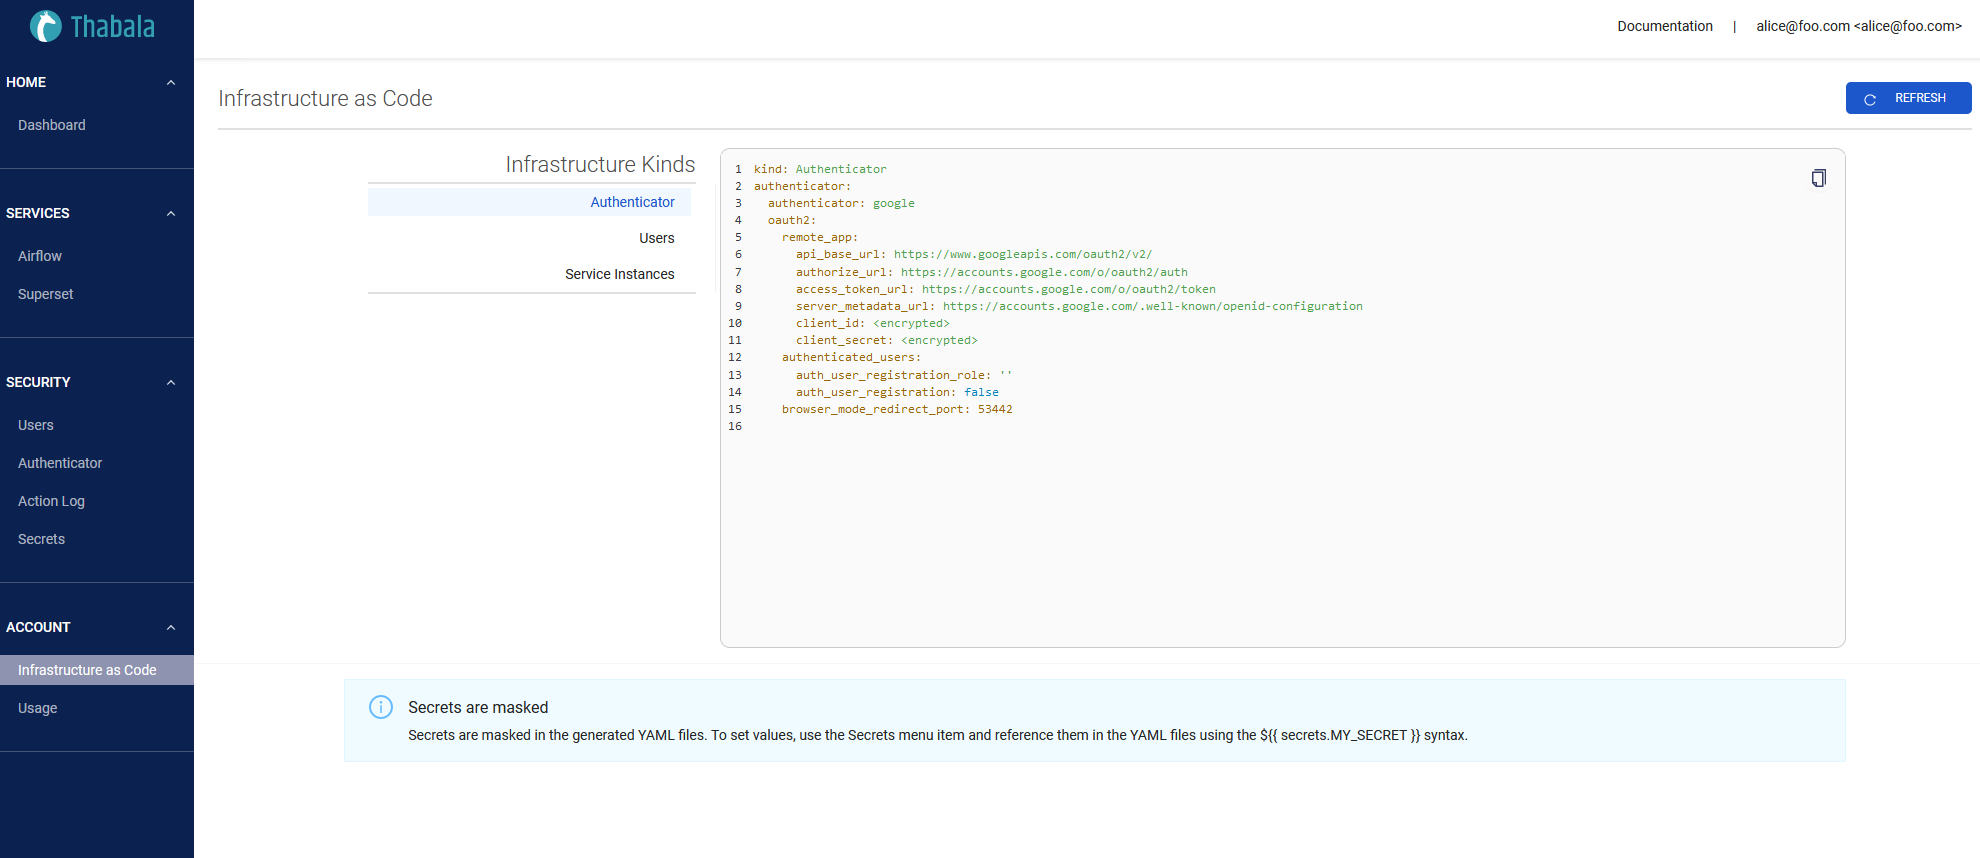 Thabala
Documentation | alice@foo.com <alice@foo.com>
HOME
Dashboard
SERVICES
Airflow
Superset
SECURITY
Users
Authenticator
Action Log
Secrets
ACCOUNT
Infrastructure as Code
Usage
Infrastructure as Code
REFRESH
Infrastructure Kinds
Authenticator
Users
Service Instances
1 kind: Authenticator
2 authenticator:
3   authenticator: google
4   oauth2:
5     remote_app:
6       api_base_url: https://www.googleapis.com/oauth2/v2/
7       authorize_url: https://accounts.google.com/o/oauth2/auth
8       access_token_url: https://accounts.google.com/o/oauth2/token
9       server_metadata_url: https://accounts.google.com/.well-known/openid-configuration
10       client_id: <encrypted>
11       client_secret: <encrypted>
12     authenticated_users:
13       auth_user_registration_role: ''
14       auth_user_registration: false
15     browser_mode_redirect_port: 53442
16
Secrets are masked
Secrets are masked in the generated YAML files. To set values, use the Secrets menu item and reference them in the YAML files using the ${{ secrets.MY_SECRET }} syntax.